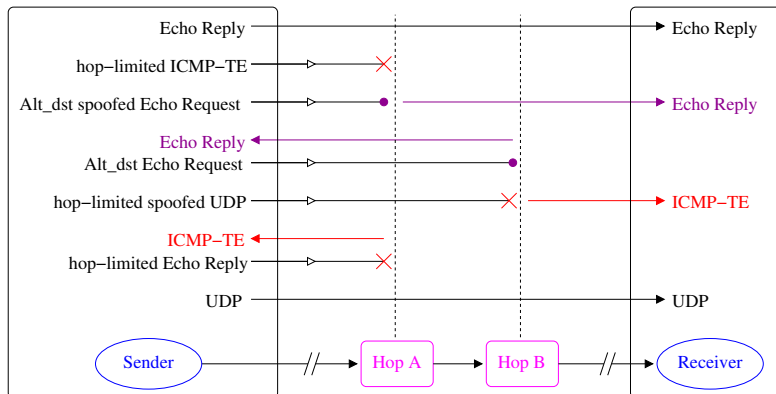 Echo Reply Echo Reply
hop−limited ICMP−TE
Alt_dst spoofed Echo Request Echo Reply
Echo Reply
Alt_dst Echo Request
hop−limited spoofed UDP ICMP−TE
ICMP−TE
hop−limited Echo Reply
UDP UDP
Sender Hop A Hop B Receiver